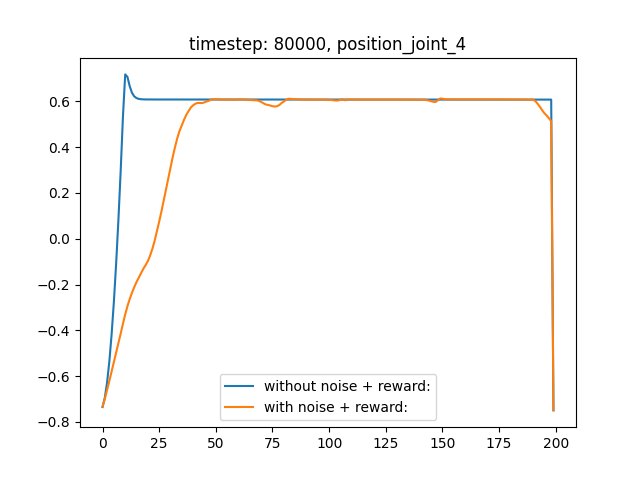 timestep: 80000, position_joint_4
0.6
0.4
0.2
0.0
−0.2
−0.4
−0.6
−0.8
without noise + reward:
with noise + reward:
0 25 50 75 100 125 150 175 200